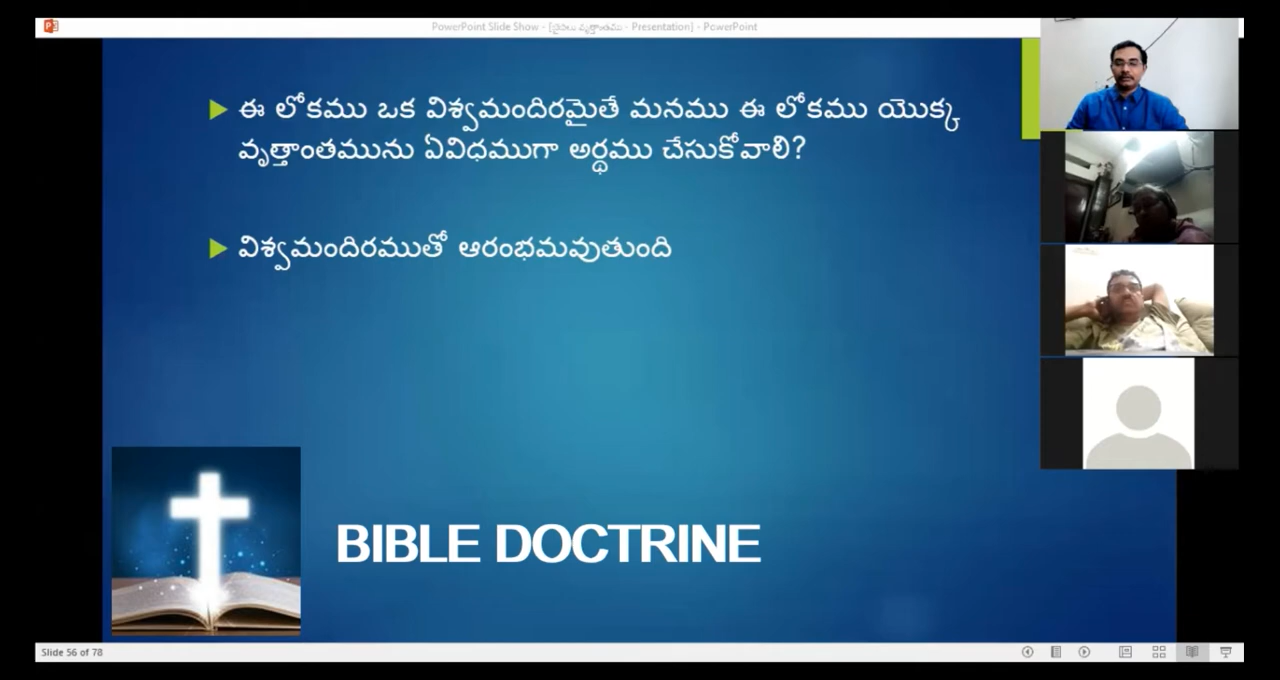 PowerPoint Slide Show - [బైబిలు వృత్తాంతము - Presentation] - PowerPoint
ఈ లోకము ఒక విశ్వమందిరమైతే మనము ఈ లోకము యొక్క
వృత్తాంతమును ఏవిధముగా అర్థము చేసుకోవాలి?
విశ్వమందిరముతో ఆరంభమవుతుంది
BIBLE DOCTRINE
Slide 56 of 78